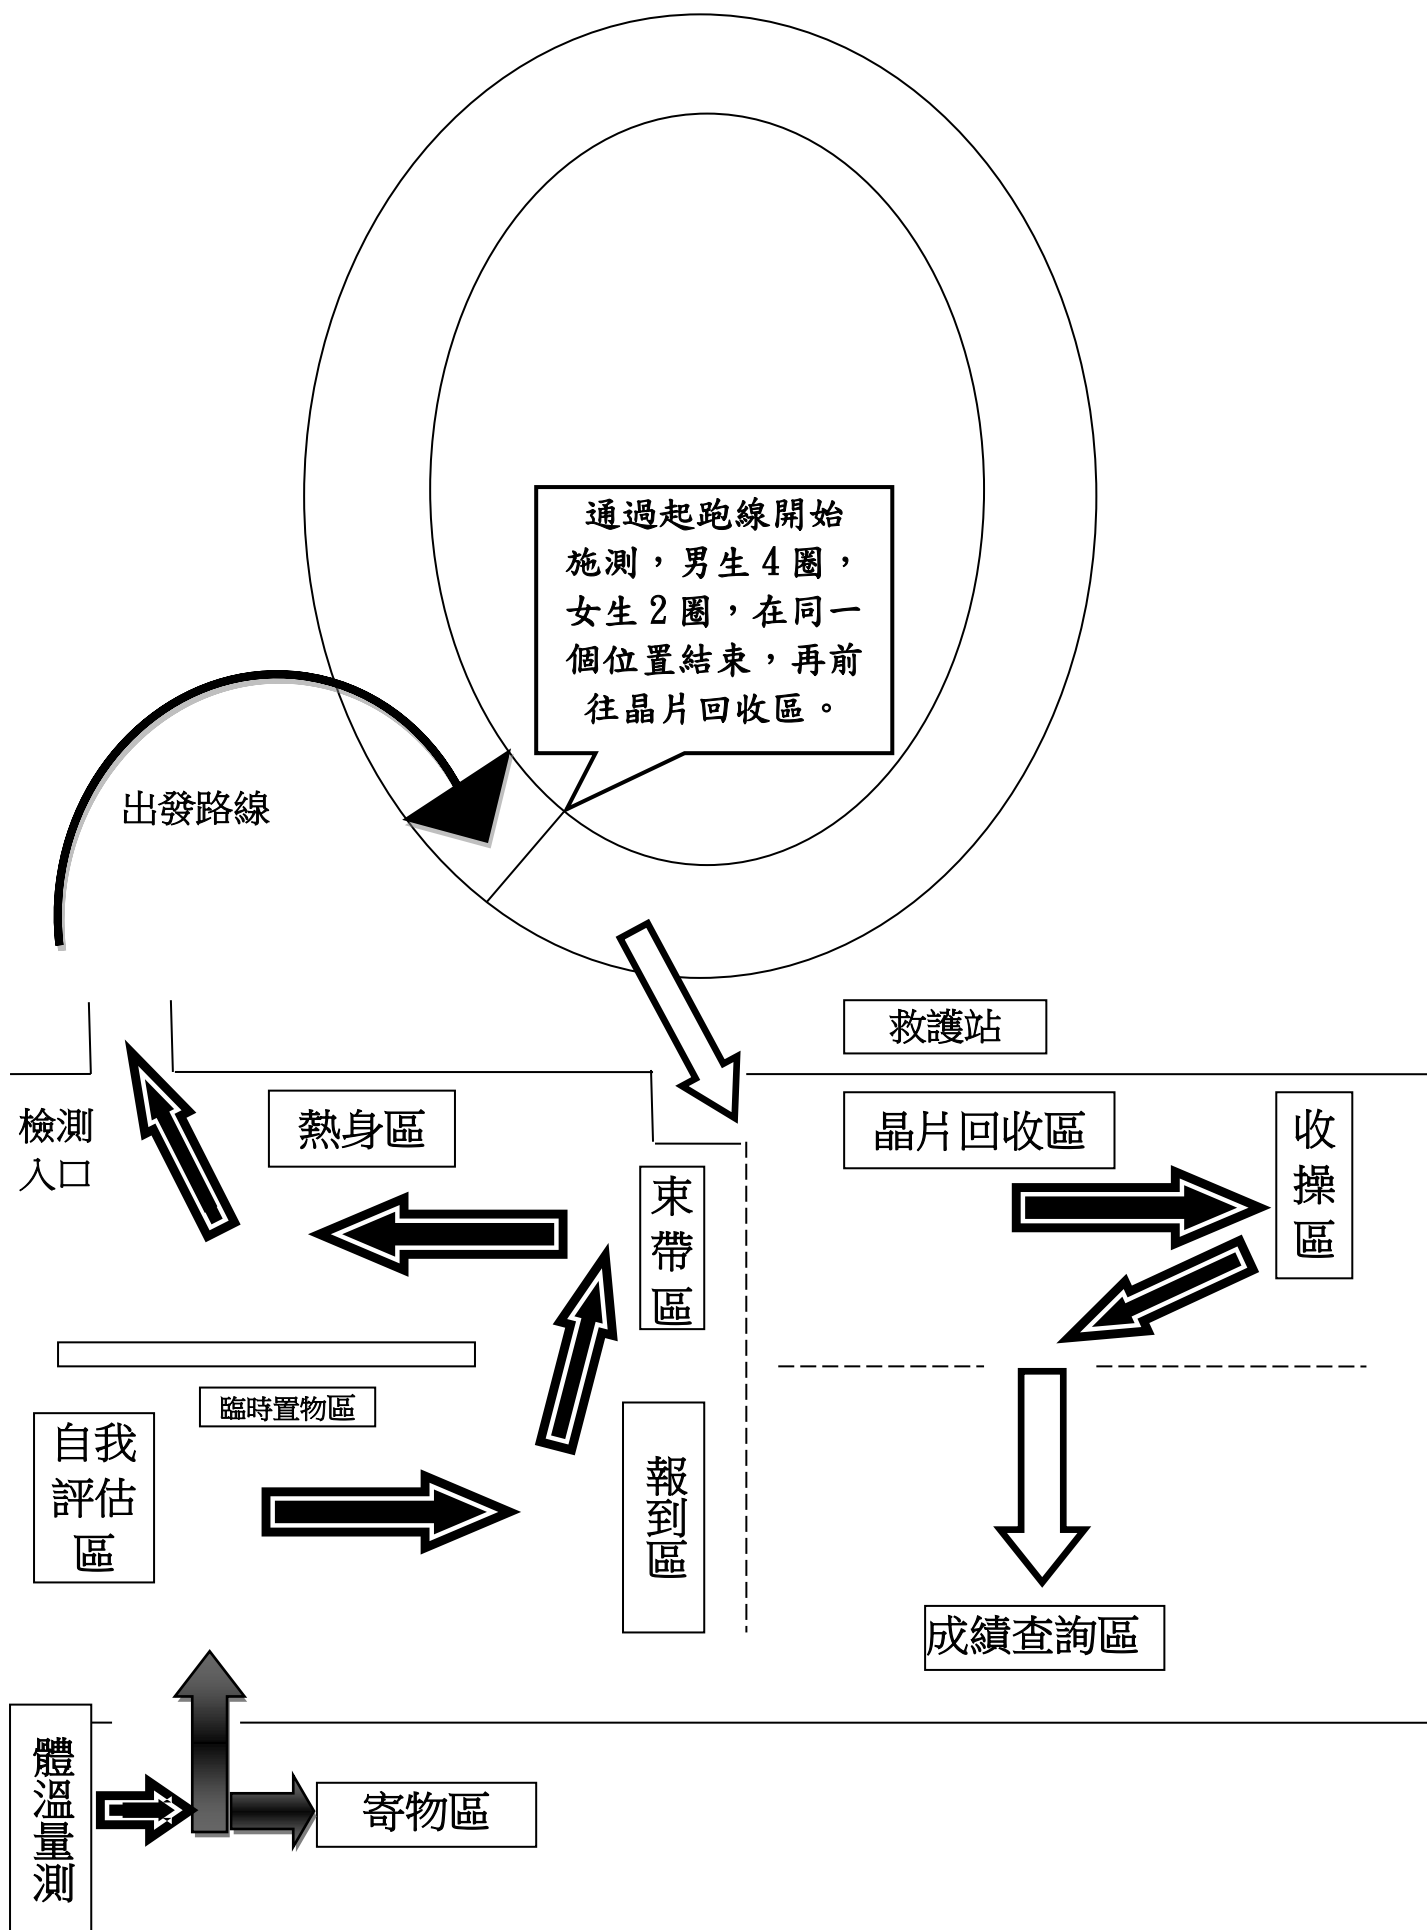 通過起跑線開始
施測，男生4圈，
女生2圈，在同一
個位置結束，再前
往晶片回收區。
出發路線
救護站
檢測
入口
熱身區
束
帶
區
晶片回收區
收
操
區
臨時置物區
自我
評估
區
報到區
成績查詢區
體溫量測
寄物區